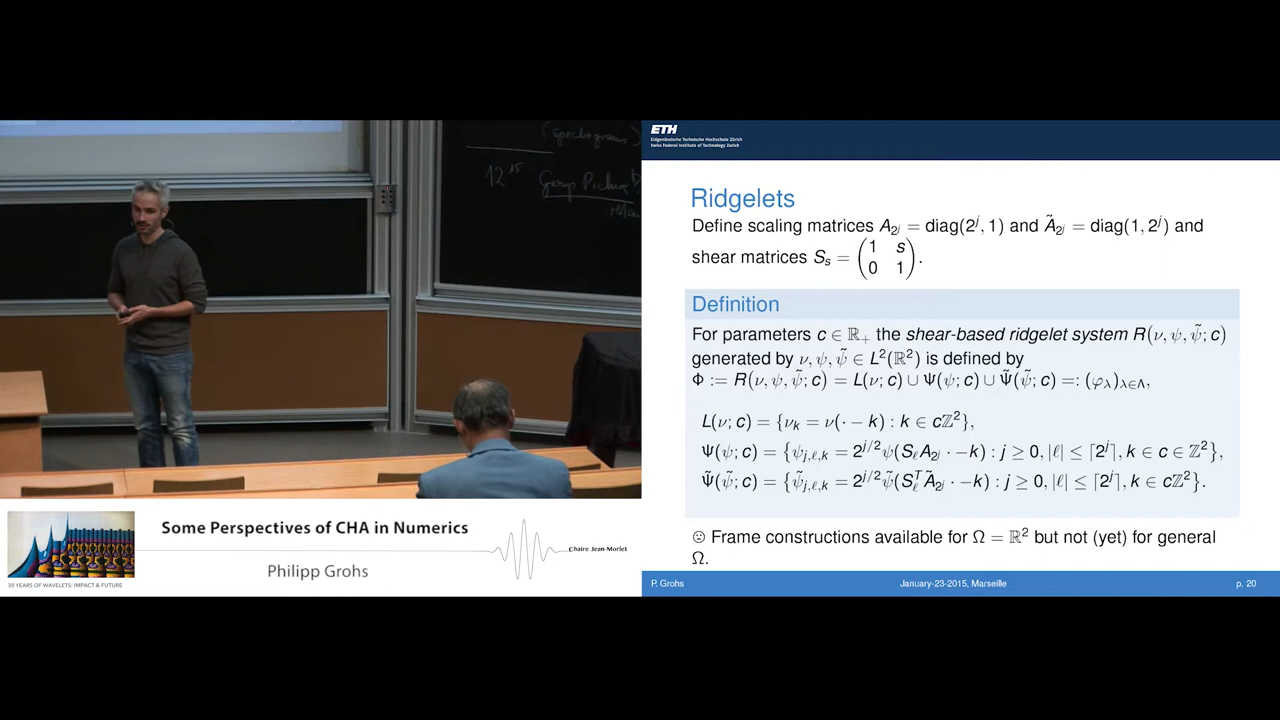 12 15
ETH
Eidgenössische Technische Hochschule Zürich
Swiss Federal Institute of Technology Zurich
Ridgelets
Define scaling matrices A_{2^j} = diag(2^j, 1) and Ã_{2^j} = diag(1, 2^j) and
shear matrices S_s = (1 s
0 1).
Definition
For parameters c ∈ ℝ₊ the shear-based ridgelet system R(ν, ψ, ψ̃; c)
generated by ν, ψ, ψ̃ ∈ L²(ℝ²) is defined by
Φ := R(ν, ψ, ψ̃; c) = L(ν; c) ∪ Ψ(ψ; c) ∪ Ψ̃(ψ̃; c) =: (φ_λ)_{λ∈Λ},
L(ν; c) = {ν_k = ν(· − k) : k ∈ cℤ²},
Ψ(ψ; c) = {ψ_{j,ℓ,k} = 2^{j/2}ψ(S_ℓ A_{2^j} · −k) : j ≥ 0, |ℓ| ≤ ⌈2^j⌉, k ∈ c ∈ ℤ²},
Ψ̃(ψ̃; c) = {ψ̃_{j,ℓ,k} = 2^{j/2}ψ̃(S_ℓ^T Ã_{2^j} · −k) : j ≥ 0, |ℓ| ≤ ⌈2^j⌉, k ∈ cℤ²}.
☹ Frame constructions available for Ω = ℝ² but not (yet) for general
Ω.
P. Grohs
January-23-2015, Marseille
p. 20
Some Perspectives of CHA in Numerics
Chaire Jean-Morlet
Philipp Grohs
30 YEARS OF WAVELETS: IMPACT & FUTURE